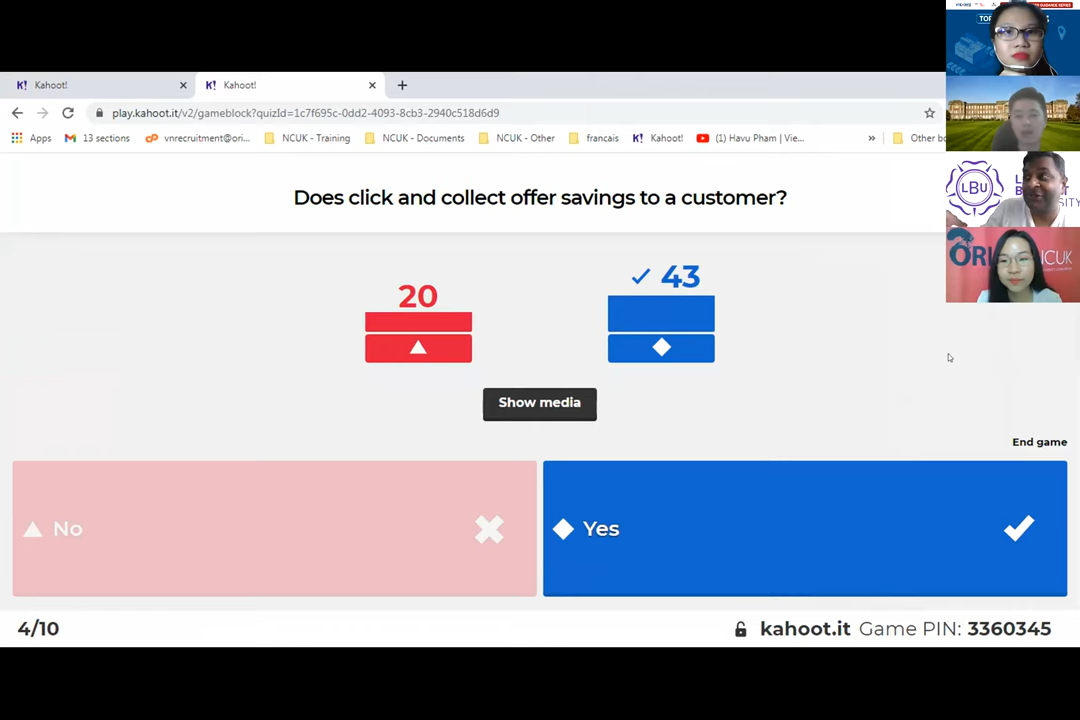 Kahoot!
Kahoot!
play.kahoot.it/v2/gameblock?quizId=1c7f695c-0dd2-4093-8cb3-2940c518d6d9
Apps
13 sections
vnrecruitment@ori...
NCUK - Training
NCUK - Documents
NCUK - Other
francais
Kahoot!
(1) Havu Pham | Vie...
»
Other bo
Does click and collect offer savings to a customer?
20
43
Show media
End game
No
Yes
4/10
kahoot.it Game PIN: 3360345
LBU
NCUK